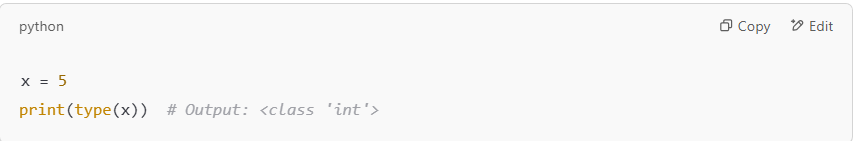 python
Copy
Edit
x = 5
print(type(x))  # Output: <class 'int'>